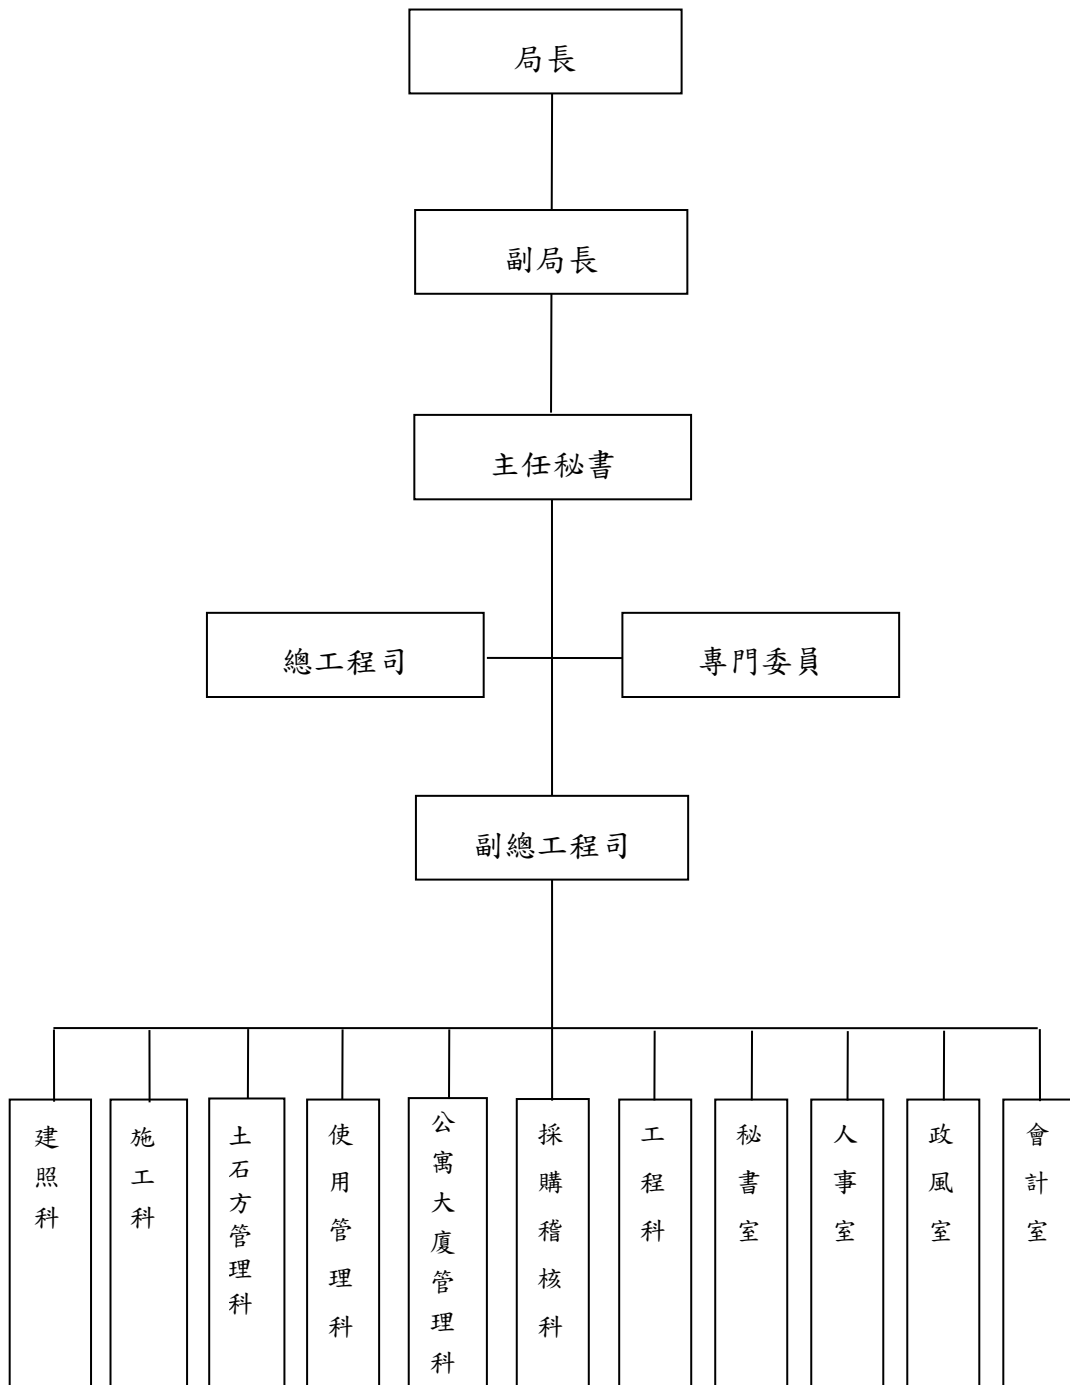 局長
副局長
主任秘書
總工程司
專門委員
副總工程司
建照科
施工科
土石方管理科
使用管理科
公寓大廈管理科
採購稽核科
工程科
秘書室
人事室
政風室
會計室